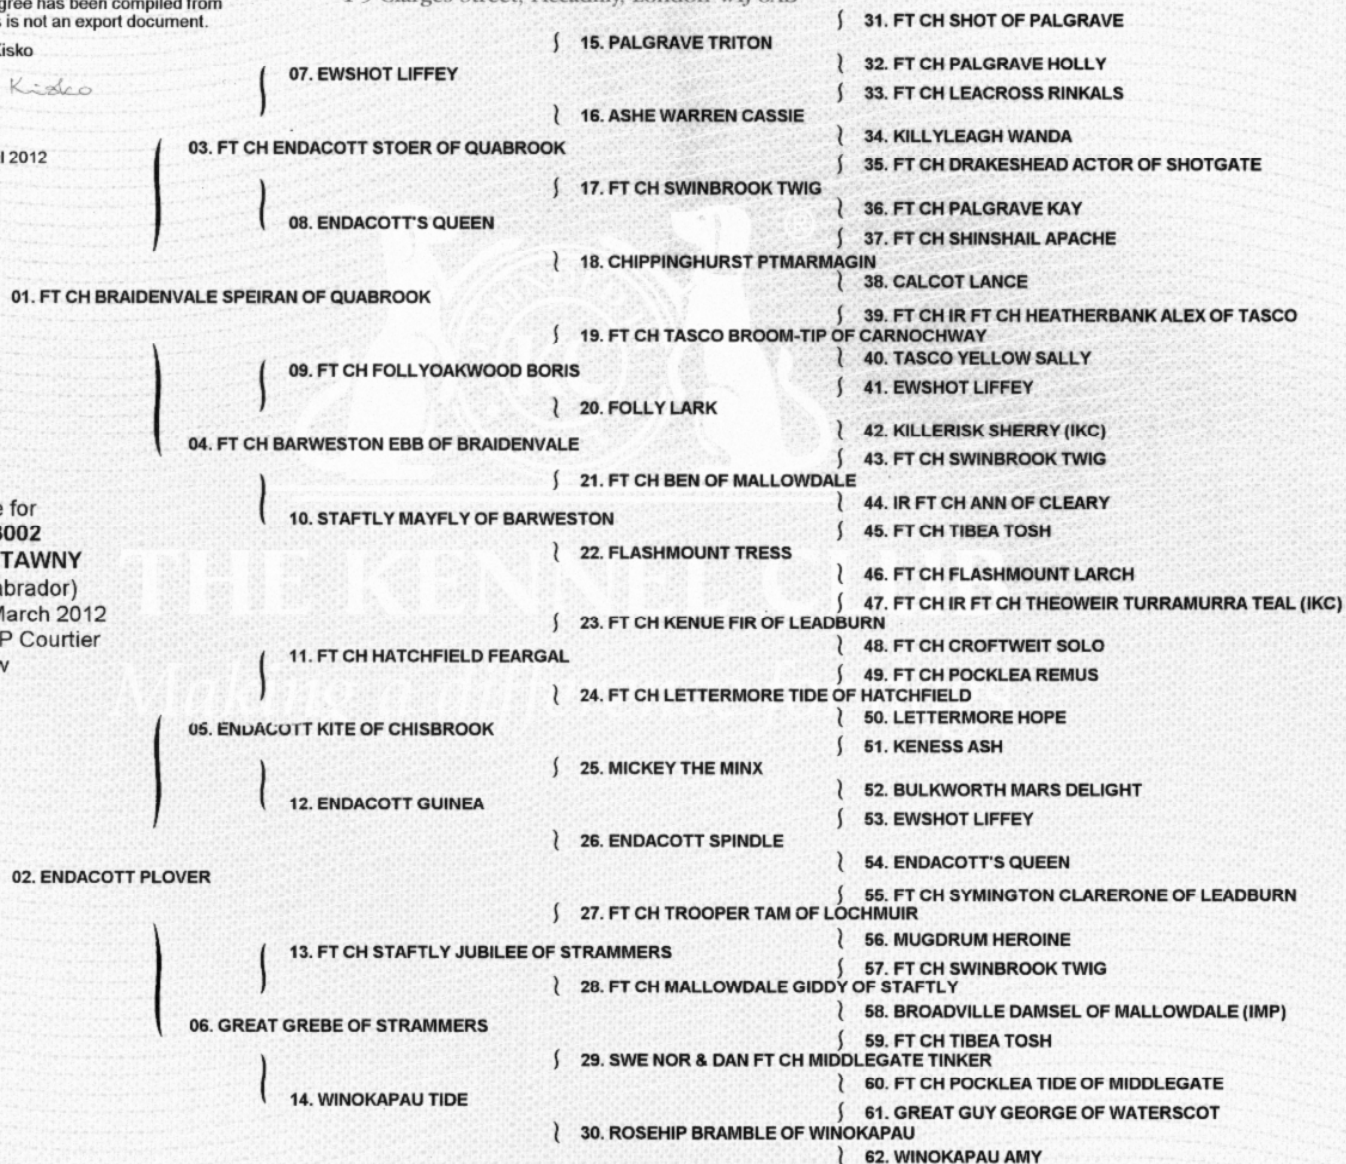 gree has been compiled from
s is not an export document.
Kisko
l 2012
e for
3002
TAWNY
abrador)
March 2012
P Courtier
w
01. FT CH BRAIDENVALE SPEIRAN OF QUABROOK
02. ENDACOTT PLOVER
03. FT CH ENDACOTT STOER OF QUABROOK
04. FT CH BARWESTON EBB OF BRAIDENVALE
05. ENDACOTT KITE OF CHISBROOK
06. GREAT GREBE OF STRAMMERS
07. EWSHOT LIFFEY
08. ENDACOTT'S QUEEN
09. FT CH FOLLYOAKWOOD BORIS
10. STAFTLY MAYFLY OF BARWESTON
11. FT CH HATCHFIELD FEARGAL
12. ENDACOTT GUINEA
13. FT CH STAFTLY JUBILEE OF STRAMMERS
14. WINOKAPAU TIDE
15. PALGRAVE TRITON
16. ASHE WARREN CASSIE
17. FT CH SWINBROOK TWIG
18. CHIPPINGHURST PTMARMAGIN
19. FT CH TASCO BROOM-TIP OF CARNOCHWAY
20. FOLLY LARK
21. FT CH BEN OF MALLOWDALE
22. FLASHMOUNT TRESS
23. FT CH KENUE FIR OF LEADBURN
24. FT CH LETTERMORE TIDE OF HATCHFIELD
25. MICKEY THE MINX
26. ENDACOTT SPINDLE
27. FT CH TROOPER TAM OF LOCHMUIR
28. FT CH MALLOWDALE GIDDY OF STAFTLY
29. SWE NOR & DAN FT CH MIDDLEGATE TINKER
30. ROSEHIP BRAMBLE OF WINOKAPAU
31. FT CH SHOT OF PALGRAVE
32. FT CH PALGRAVE HOLLY
33. FT CH LEACROSS RINKALS
34. KILLYLEAGH WANDA
35. FT CH DRAKESHEAD ACTOR OF SHOTGATE
36. FT CH PALGRAVE KAY
37. FT CH SHINSHAIL APACHE
38. CALCOT LANCE
39. FT CH IR FT CH HEATHERBANK ALEX OF TASCO
40. TASCO YELLOW SALLY
41. EWSHOT LIFFEY
42. KILLERISK SHERRY (IKC)
43. FT CH SWINBROOK TWIG
44. IR FT CH ANN OF CLEARY
45. FT CH TIBEA TOSH
46. FT CH FLASHMOUNT LARCH
47. FT CH IR FT CH THEOWEIR TURRAMURRA TEAL (IKC)
48. FT CH CROFTWEIT SOLO
49. FT CH POCKLEA REMUS
50. LETTERMORE HOPE
51. KENESS ASH
52. BULKWORTH MARS DELIGHT
53. EWSHOT LIFFEY
54. ENDACOTT'S QUEEN
55. FT CH SYMINGTON CLARERONE OF LEADBURN
56. MUGDRUM HEROINE
57. FT CH SWINBROOK TWIG
58. BROADVILLE DAMSEL OF MALLOWDALE (IMP)
59. FT CH TIBEA TOSH
60. FT CH POCKLEA TIDE OF MIDDLEGATE
61. GREAT GUY GEORGE OF WATERSCOT
62. WINOKAPAU AMY
THE KENNEL CLUB
Making a difference